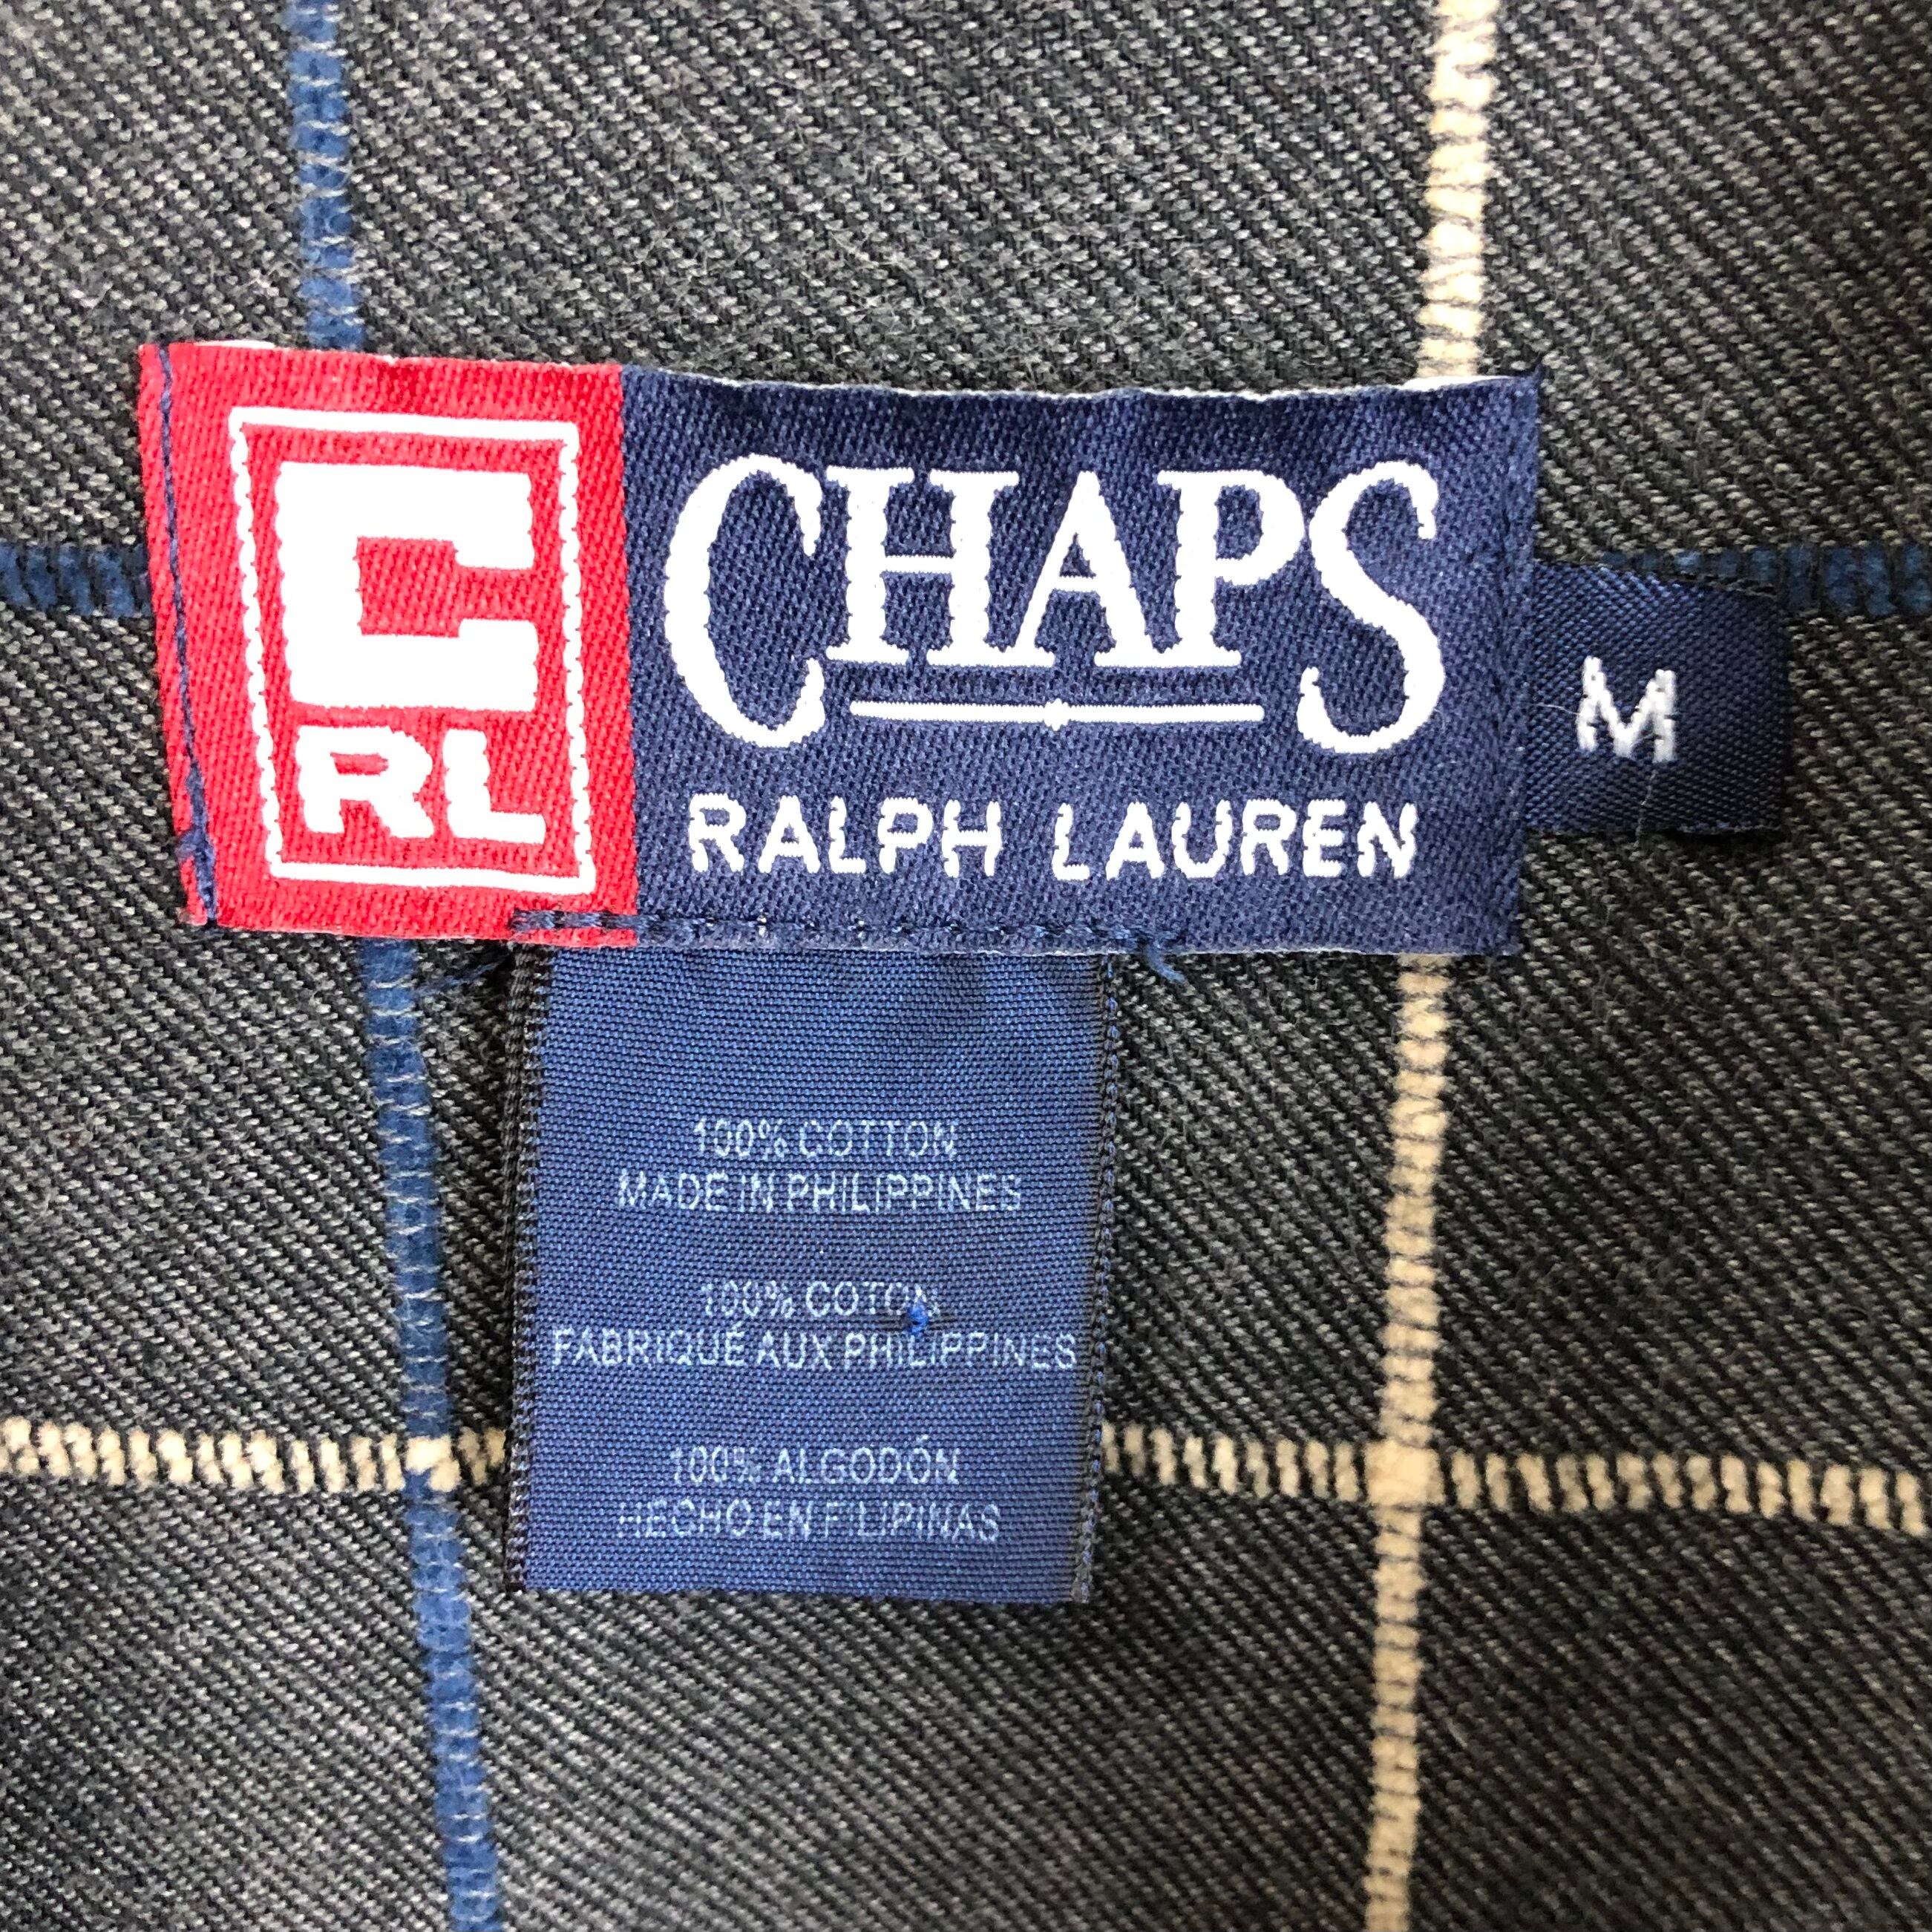 C
RL
CHAPS
RALPH LAUREN
M
100% COTTON
MADE IN PHILIPPINES
100% COTON
FABRIQUÉ AUX PHILIPPINES
100% ALGODÓN
HECHO EN FILIPINAS